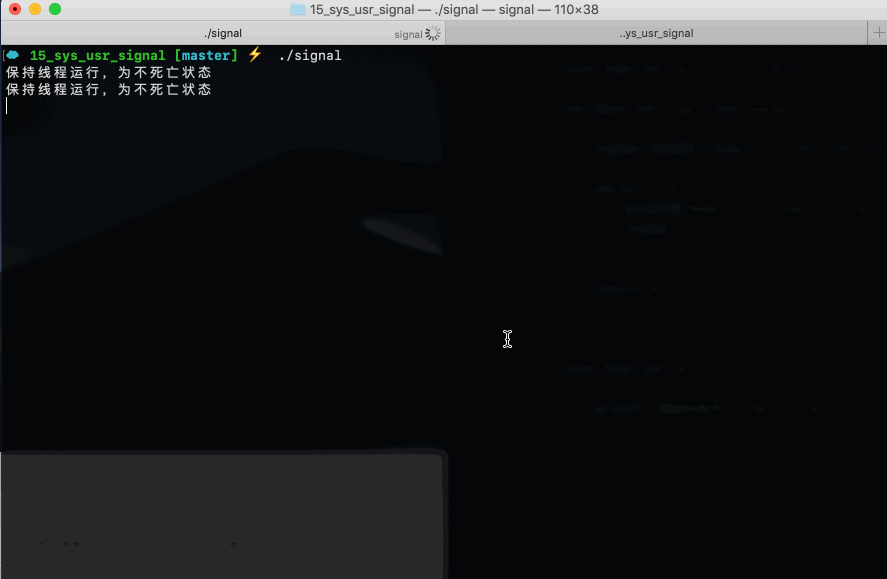 15_sys_usr_signal — ./signal — signal — 110×38
./signal
signal
..ys_usr_signal
15_sys_usr_signal [master] ⚡ ./signal
保持线程运行，为不死亡状态
保持线程运行，为不死亡状态